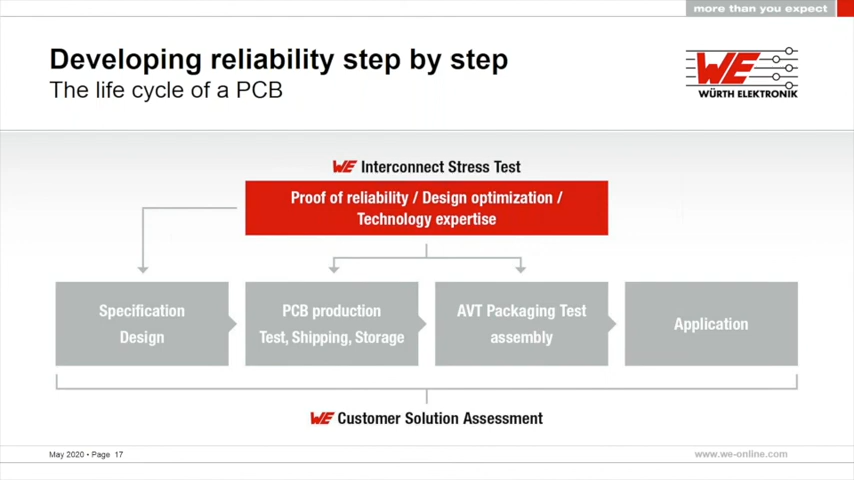 more than you expect
Developing reliability step by step
The life cycle of a PCB
WE
WÜRTH ELEKTRONIK
WE Interconnect Stress Test
Proof of reliability / Design optimization /
Technology expertise
Specification
Design
PCB production
Test, Shipping, Storage
AVT Packaging Test
assembly
Application
WE Customer Solution Assessment
May 2020 • Page 17
www.we-online.com